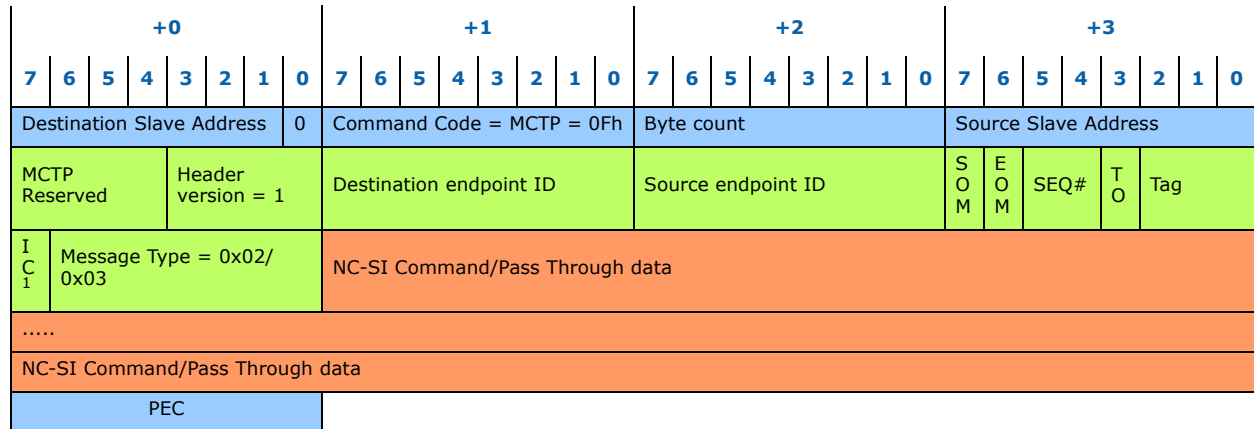 +0 +1 +2 +3
7 6 5 4 3 2 1 0 7 6 5 4 3 2 1 0 7 6 5 4 3 2 1 0 7 6 5 4 3 2 1 0
Destination Slave Address 0 Command Code = MCTP = 0Fh Byte count Source Slave Address
MCTP
Reserved
Header
version = 1
Destination endpoint ID
Source endpoint ID
S
O
M
E
O
M
SEQ#
T
O
Tag
I
C
1
Message Type = 0x02/
0x03
NC-SI Command/Pass Through data
.....
NC-SI Command/Pass Through data
PEC